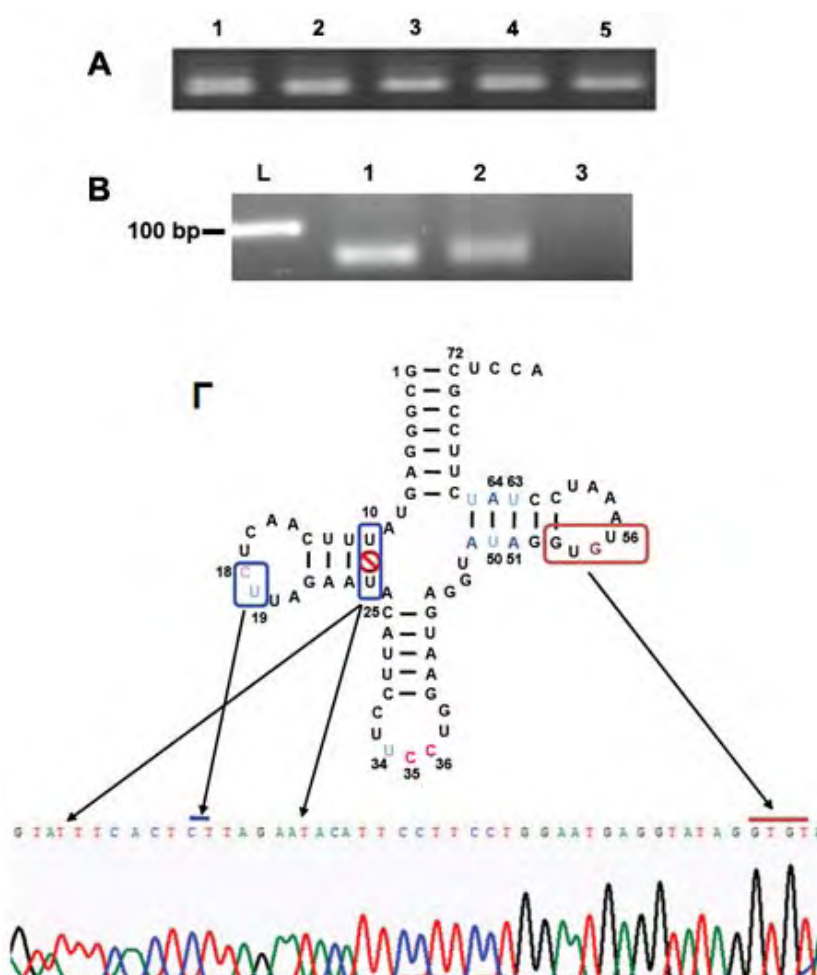 1 2 3 4 5
A
L 1 2 3
B
100 bp
Γ
72
1 G C U C C A
C G
G C
G C
G U
A U
64 63
G C U A U C C U A A A
10
U A
C A A C U U U
U
18 C U
19 U A G A A U
25
A U A G G U G U A
50 51
56
U G G
A A
C G
A U
U A
U A
C G
C G
U U
U C C
34 35 36
GTATTTCACTCTTAGAATACATTCCTTCCTGGAATGAGGTATAGGTGTA